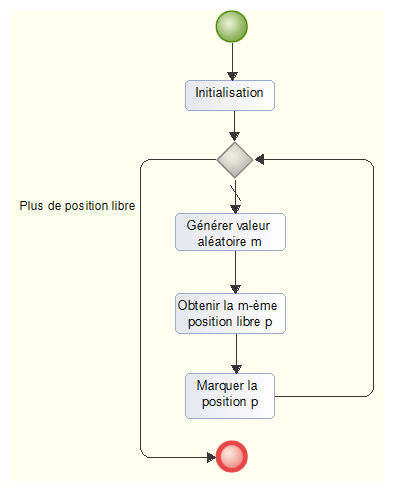 Initialisation
Plus de position libre
Générer valeur
aléatoire m
Obtenir la m-ème
position libre p
Marquer la
position p